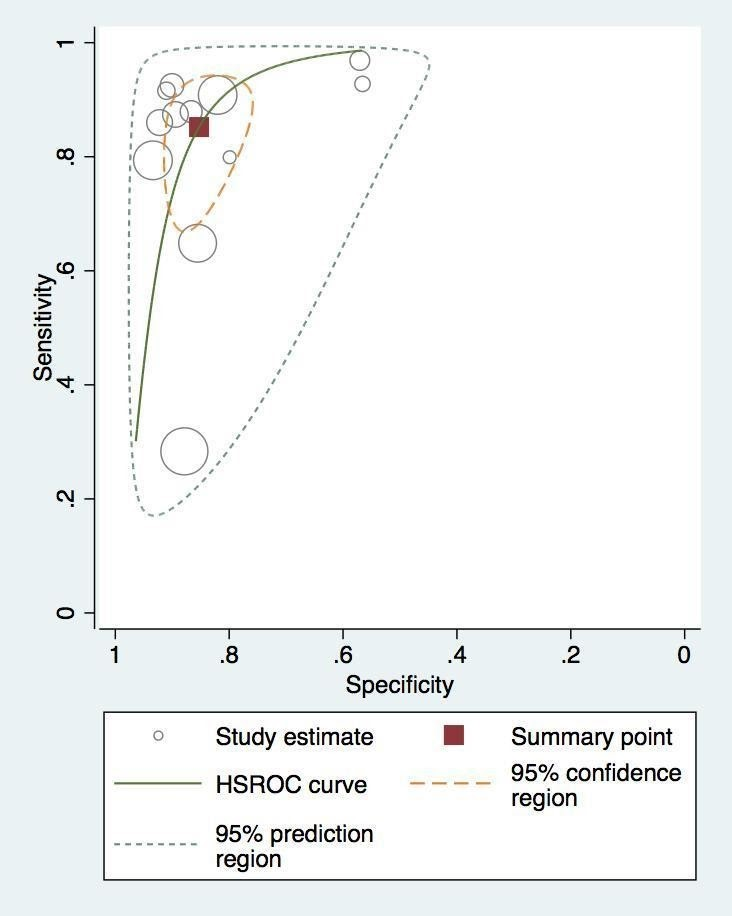 1
.8
.6
.4
.2
0
Sensitivity
1 .8 .6 .4 .2 0
Specificity
Study estimate
Summary point
HSROC curve
95% confidence
region
95% prediction
region